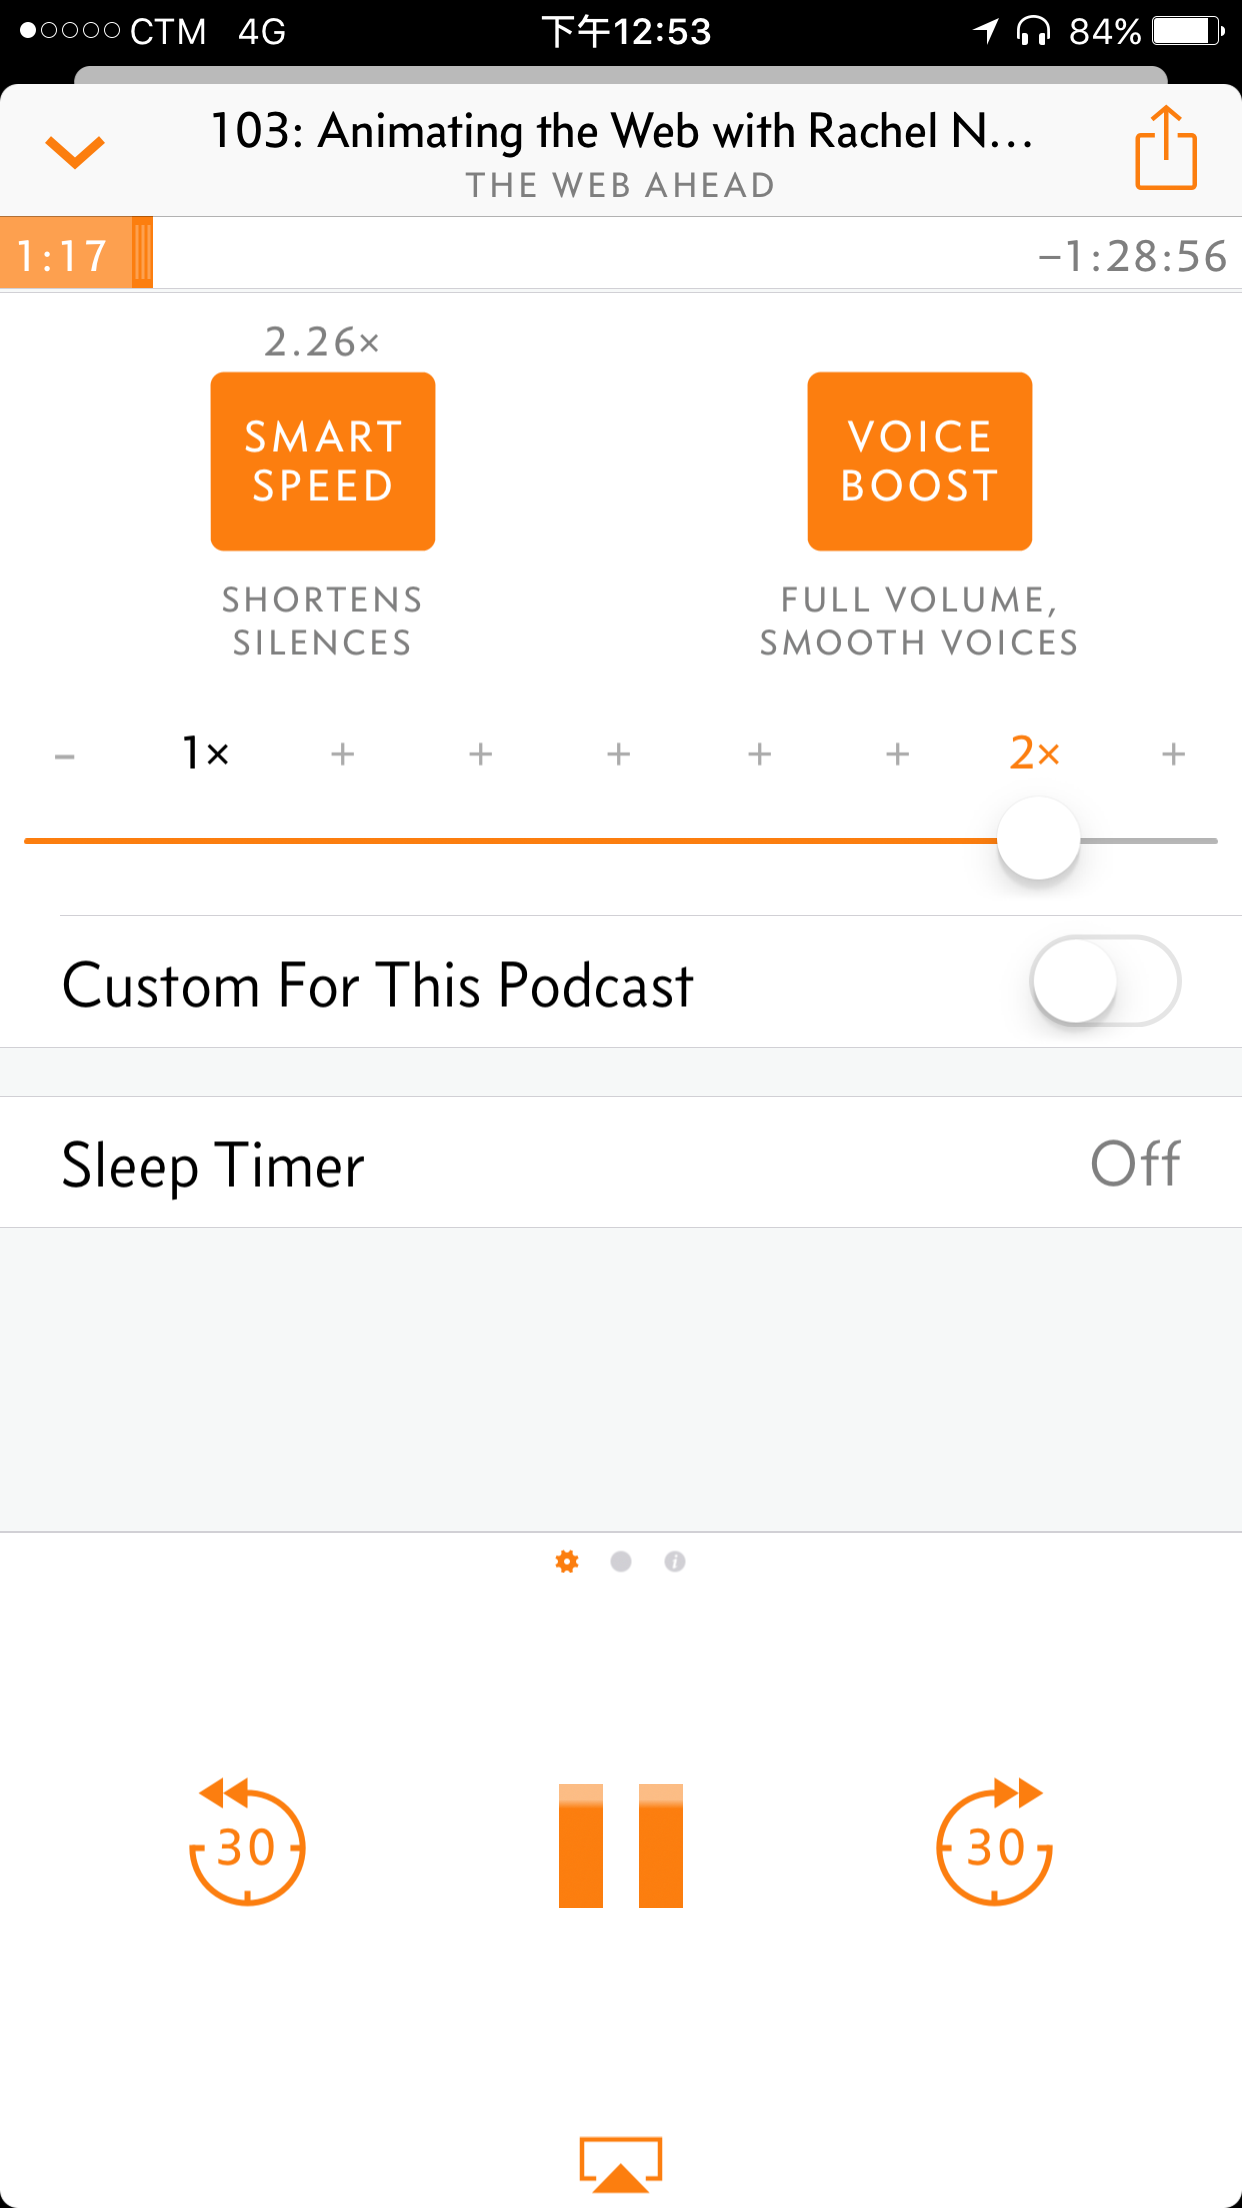 CTM 4G 下午12:53 84%
103: Animating the Web with Rachel N...
THE WEB AHEAD
1:17 −1:28:56
2.26×
SMART
SPEED
VOICE
BOOST
SHORTENS
SILENCES
FULL VOLUME,
SMOOTH VOICES
– 1× + + + + + 2× +
Custom For This Podcast
Sleep Timer Off
30 30